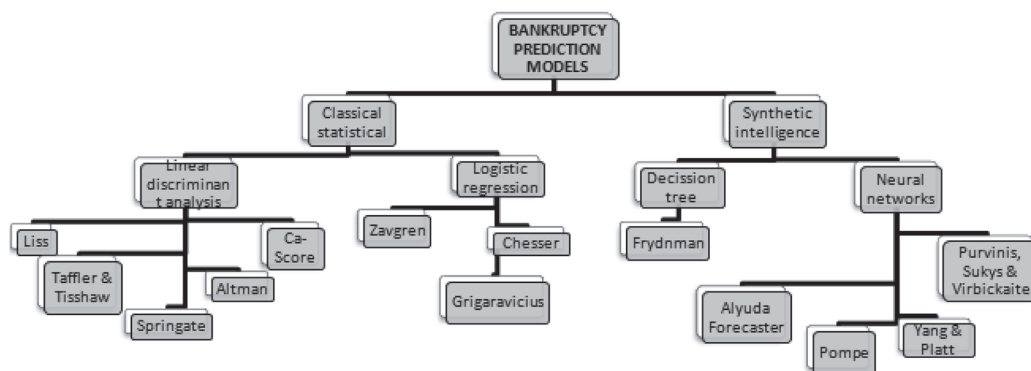 BANKRUPTCY
PREDICTION
MODELS
Classical
statistical
Synthetic
intelligence
Linear
discriminan
t analysis
Logistic
regression
Decission
tree
Neural
networks
Liss
Taffler &
Tisshaw
Springate
Altman
Ca-
Score
Zavgren
Chesser
Grigaravicius
Frydnman
Alyuda
Forecaster
Pompe
Yang &
Platt
Purvinis,
Sukys &
Virbickaite